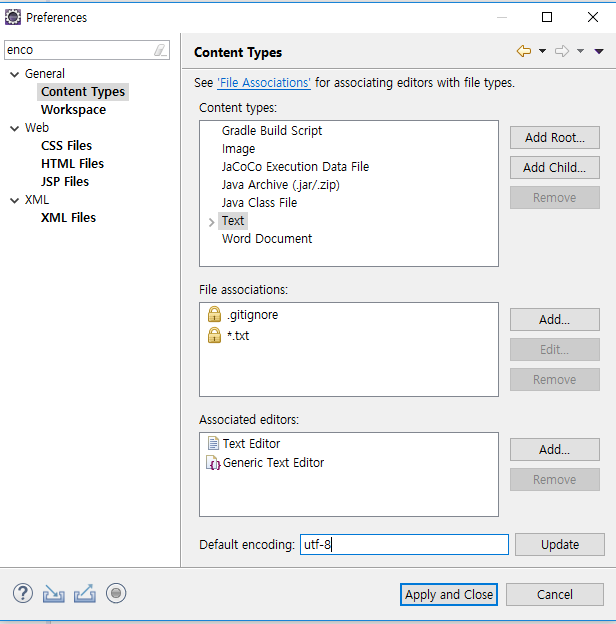 Preferences
enco
General
Content Types
Workspace
Web
CSS Files
HTML Files
JSP Files
XML
XML Files
Content Types
See 'File Associations' for associating editors with file types.
Content types:
Gradle Build Script
Image
JaCoCo Execution Data File
Java Archive (.jar/.zip)
Java Class File
Text
Word Document
Add Root...
Add Child...
Remove
File associations:
.gitignore
*.txt
Add...
Edit...
Remove
Associated editors:
Text Editor
Generic Text Editor
Add...
Remove
Default encoding: utf-8 Update
Apply and Close Cancel